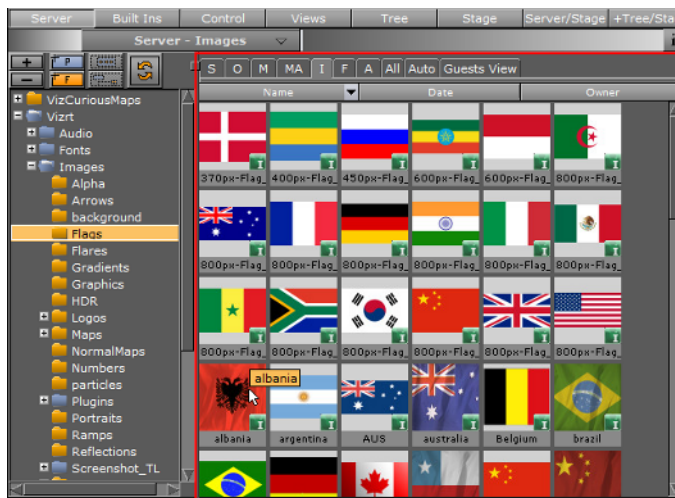 Server Built Ins Control Views Tree Stage Server/Stage +Tree/Sta
Server - Images
S O M MA I F A All Auto Guests View
Name Date Owner
VizCuriousMaps
Vizrt
Audio
Fonts
Images
Alpha
Arrows
background
Flags
Flares
Gradients
Graphics
HDR
Logos
Maps
NormalMaps
Numbers
particles
Plugins
Portraits
Ramps
Reflections
Screenshot_TL
370px-Flag_ 400px-Flag_ 450px-Flag_ 600px-Flag_ 600px-Flag_ 800px-Flag_
800px-Flag_ 800px-Flag_ 800px-Flag_ 800px-Flag_ 800px-Flag_ 800px-Flag_
800px-Flag_ 800px-Flag_ 800px-Flag_ 800px-Flag_ 800px-Flag_ 800px-Flag_
albania
albania argentina AUS australia Belgium brazil